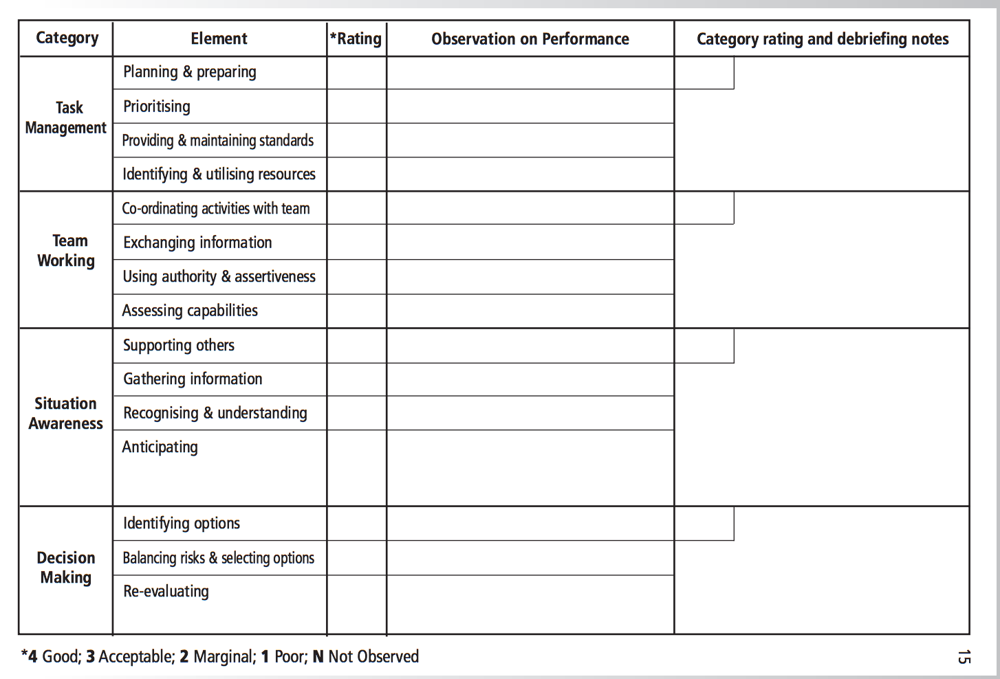 Category Element *Rating Observation on Performance Category rating and debriefing notes
Task
Management
Planning & preparing
Prioritising
Providing & maintaining standards
Identifying & utilising resources
Team
Working
Co-ordinating activities with team
Exchanging information
Using authority & assertiveness
Assessing capabilities
Situation
Awareness
Supporting others
Gathering information
Recognising & understanding
Anticipating
Decision
Making
Identifying options
Balancing risks & selecting options
Re-evaluating
*4 Good; 3 Acceptable; 2 Marginal; 1 Poor; N Not Observed
15